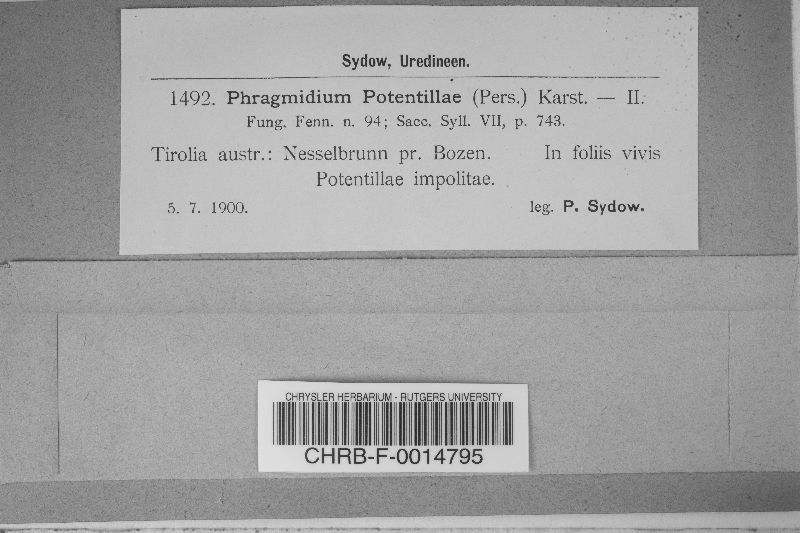 Sydow, Uredineen.
1492. Phragmidium Potentillae (Pers.) Karst. — II.
Fung. Fenn. n. 94; Sacc. Syll. VII, p. 743.
Tirolia austr.: Nesselbrunn pr. Bozen. In foliis vivis
Potentillae impolitae.
5. 7. 1900. leg. P. Sydow.
CHRYSLER HERBARIUM - RUTGERS UNIVERSITY
CHRB-F-0014795